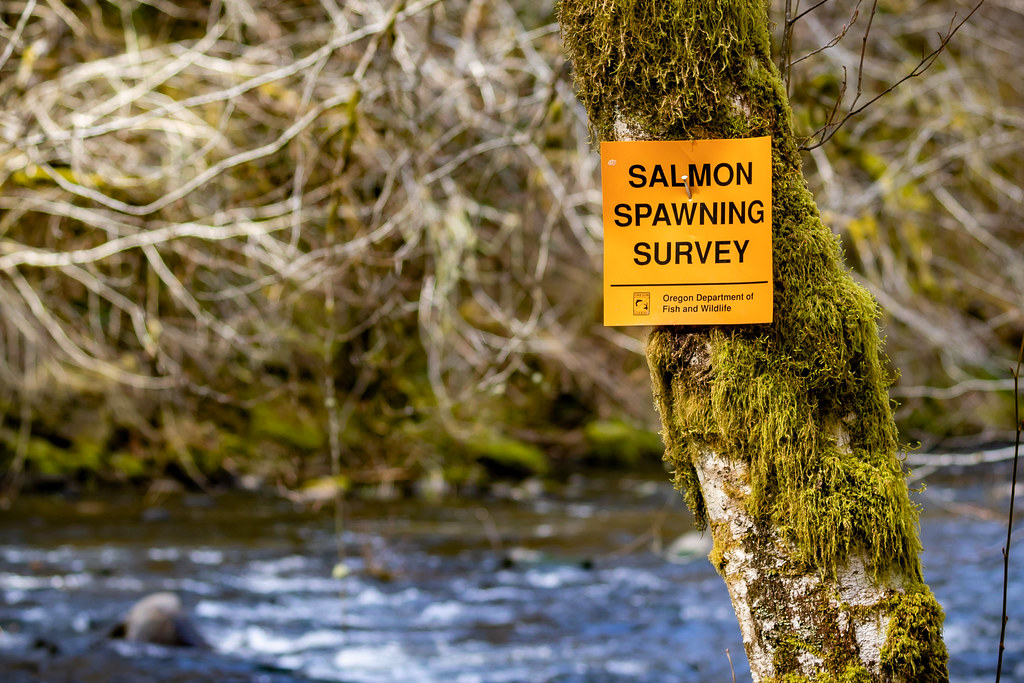 SALMON
SPAWNING
SURVEY
Oregon Department of
Fish and Wildlife